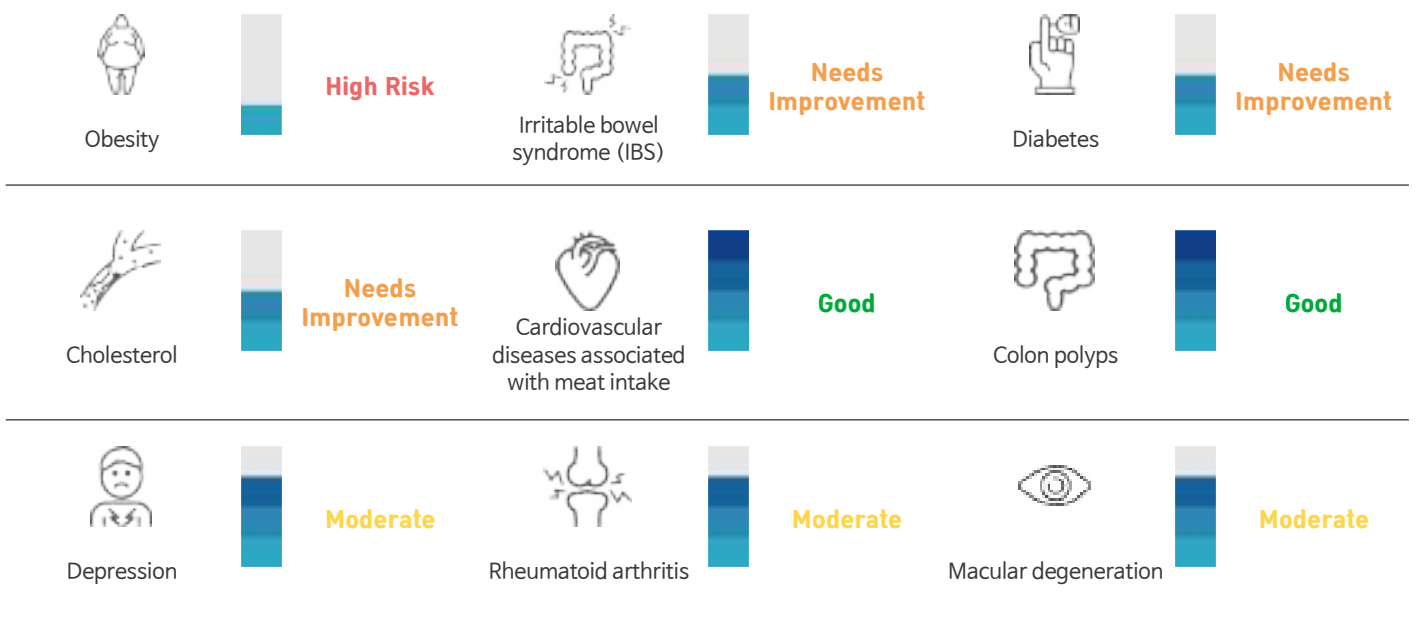 Obesity
High Risk
Irritable bowel
syndrome (IBS)
Needs
Improvement
Diabetes
Needs
Improvement
Cholesterol
Needs
Improvement
Cardiovascular
diseases associated
with meat intake
Good
Colon polyps
Good
Depression
Moderate
Rheumatoid arthritis
Moderate
Macular degeneration
Moderate